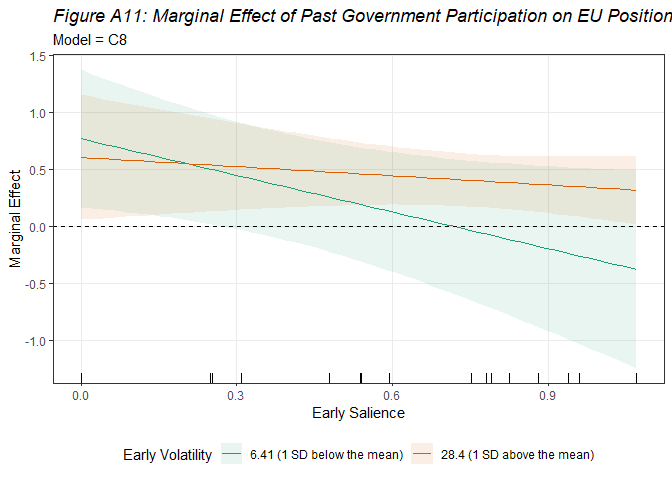 Figure A11: Marginal Effect of Past Government Participation on EU Position
Model = C8
1.5
1.0
0.5
0.0
-0.5
-1.0
Marginal Effect
0.0 0.3 0.6 0.9
Early Salience
Early Volatility 6.41 (1 SD below the mean) 28.4 (1 SD above the mean)